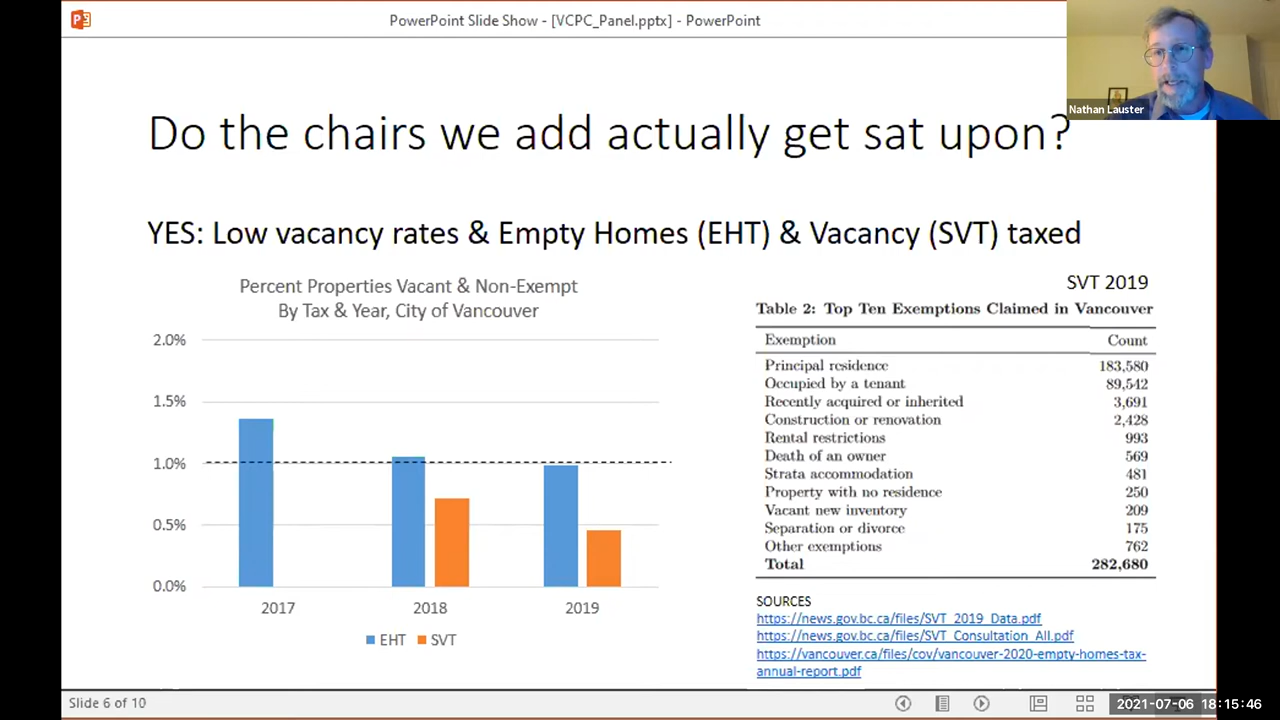 PowerPoint Slide Show - [VCPC_Panel.pptx] - PowerPoint
Nathan Lauster
Do the chairs we add actually get sat upon?
YES: Low vacancy rates & Empty Homes (EHT) & Vacancy (SVT) taxed
Percent Properties Vacant & Non-Exempt
By Tax & Year, City of Vancouver
2.0%
1.5%
1.0%
0.5%
0.0%
2017 2018 2019
EHT SVT
SVT 2019
Table 2: Top Ten Exemptions Claimed in Vancouver
Exemption Count
Principal residence 183,580
Occupied by a tenant 89,542
Recently acquired or inherited 3,691
Construction or renovation 2,428
Rental restrictions 993
Death of an owner 569
Strata accommodation 481
Property with no residence 250
Vacant new inventory 209
Separation or divorce 175
Other exemptions 762
Total 282,680
SOURCES
https://news.gov.bc.ca/files/SVT_2019_Data.pdf
https://news.gov.bc.ca/files/SVT_Consultation_All.pdf
https://vancouver.ca/files/cov/vancouver-2020-empty-homes-tax-
annual-report.pdf
Slide 6 of 10
2021-07-06 18:15:46